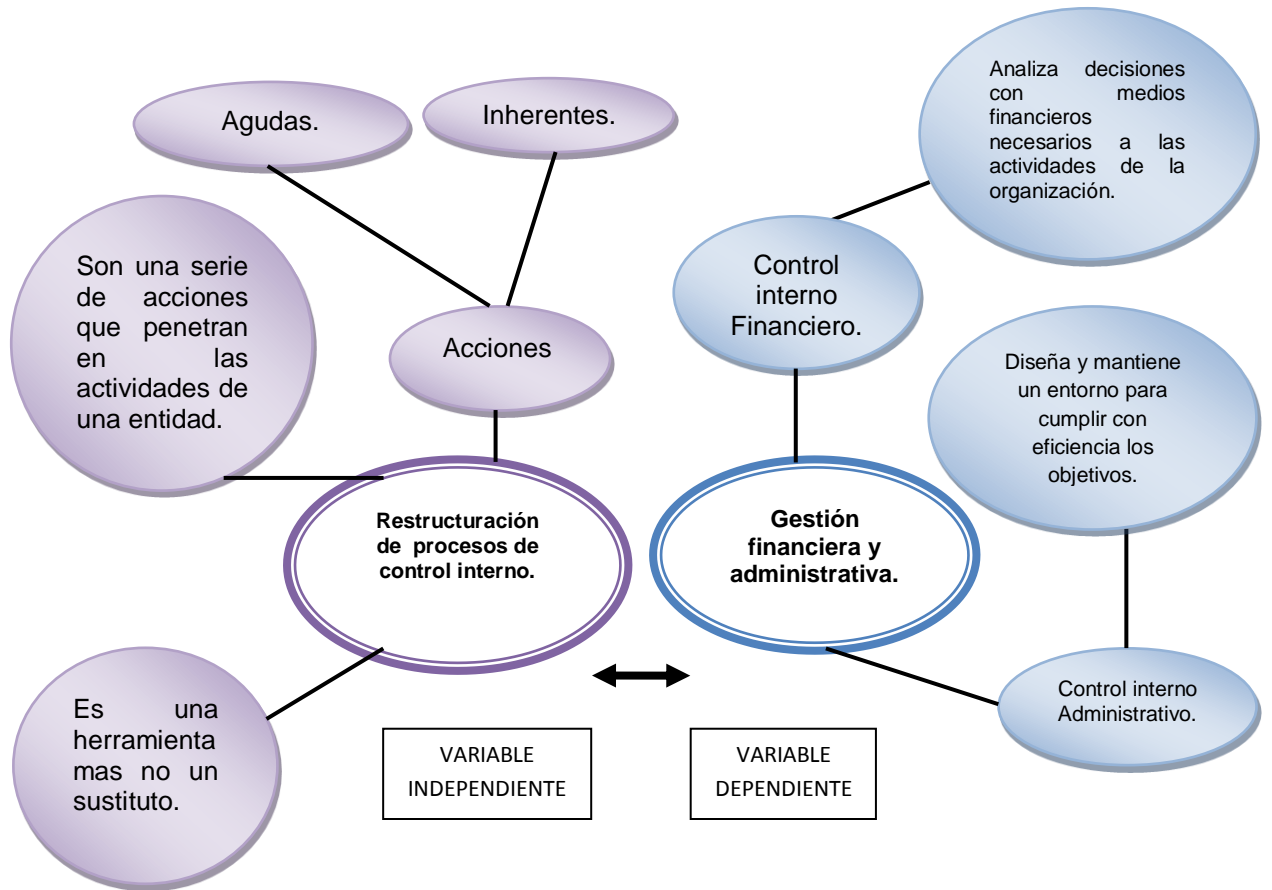 Agudas.
Inherentes.
Analiza decisiones
con medios
financieros
necesarios a las
actividades de la
organización.
Son una serie
de acciones
que penetran
en las
actividades de
una entidad.
Acciones
Control
interno
Financiero.
Diseña y mantiene
un entorno para
cumplir con
eficiencia los
objetivos.
Restructuración
de procesos de
control interno.
Gestión
financiera y
administrativa.
Es una
herramienta
mas no un
sustituto.
Control interno
Administrativo.
VARIABLE
INDEPENDIENTE
VARIABLE
DEPENDIENTE